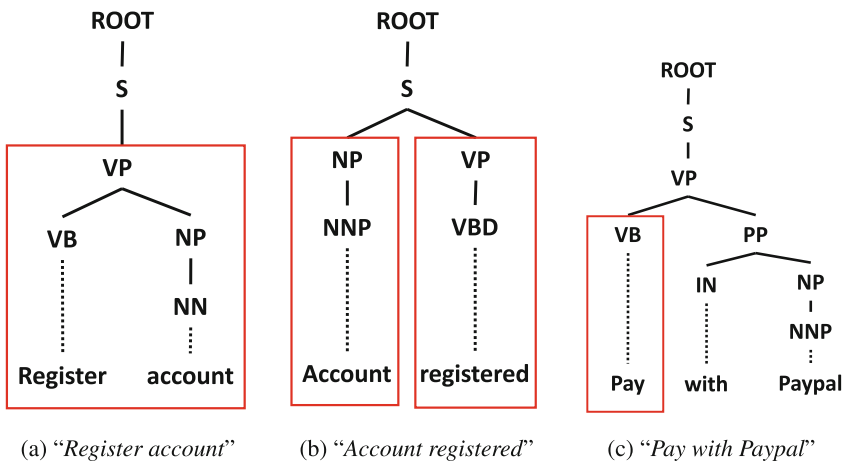 ROOT
S
VP
VB NP
NN
Register account
(a) “Register account”
ROOT
S
NP VP
NNP VBD
Account registered
(b) “Account registered”
ROOT
S
VP
VB PP
IN NP
NNP
Pay with Paypal
(c) “Pay with Paypal”